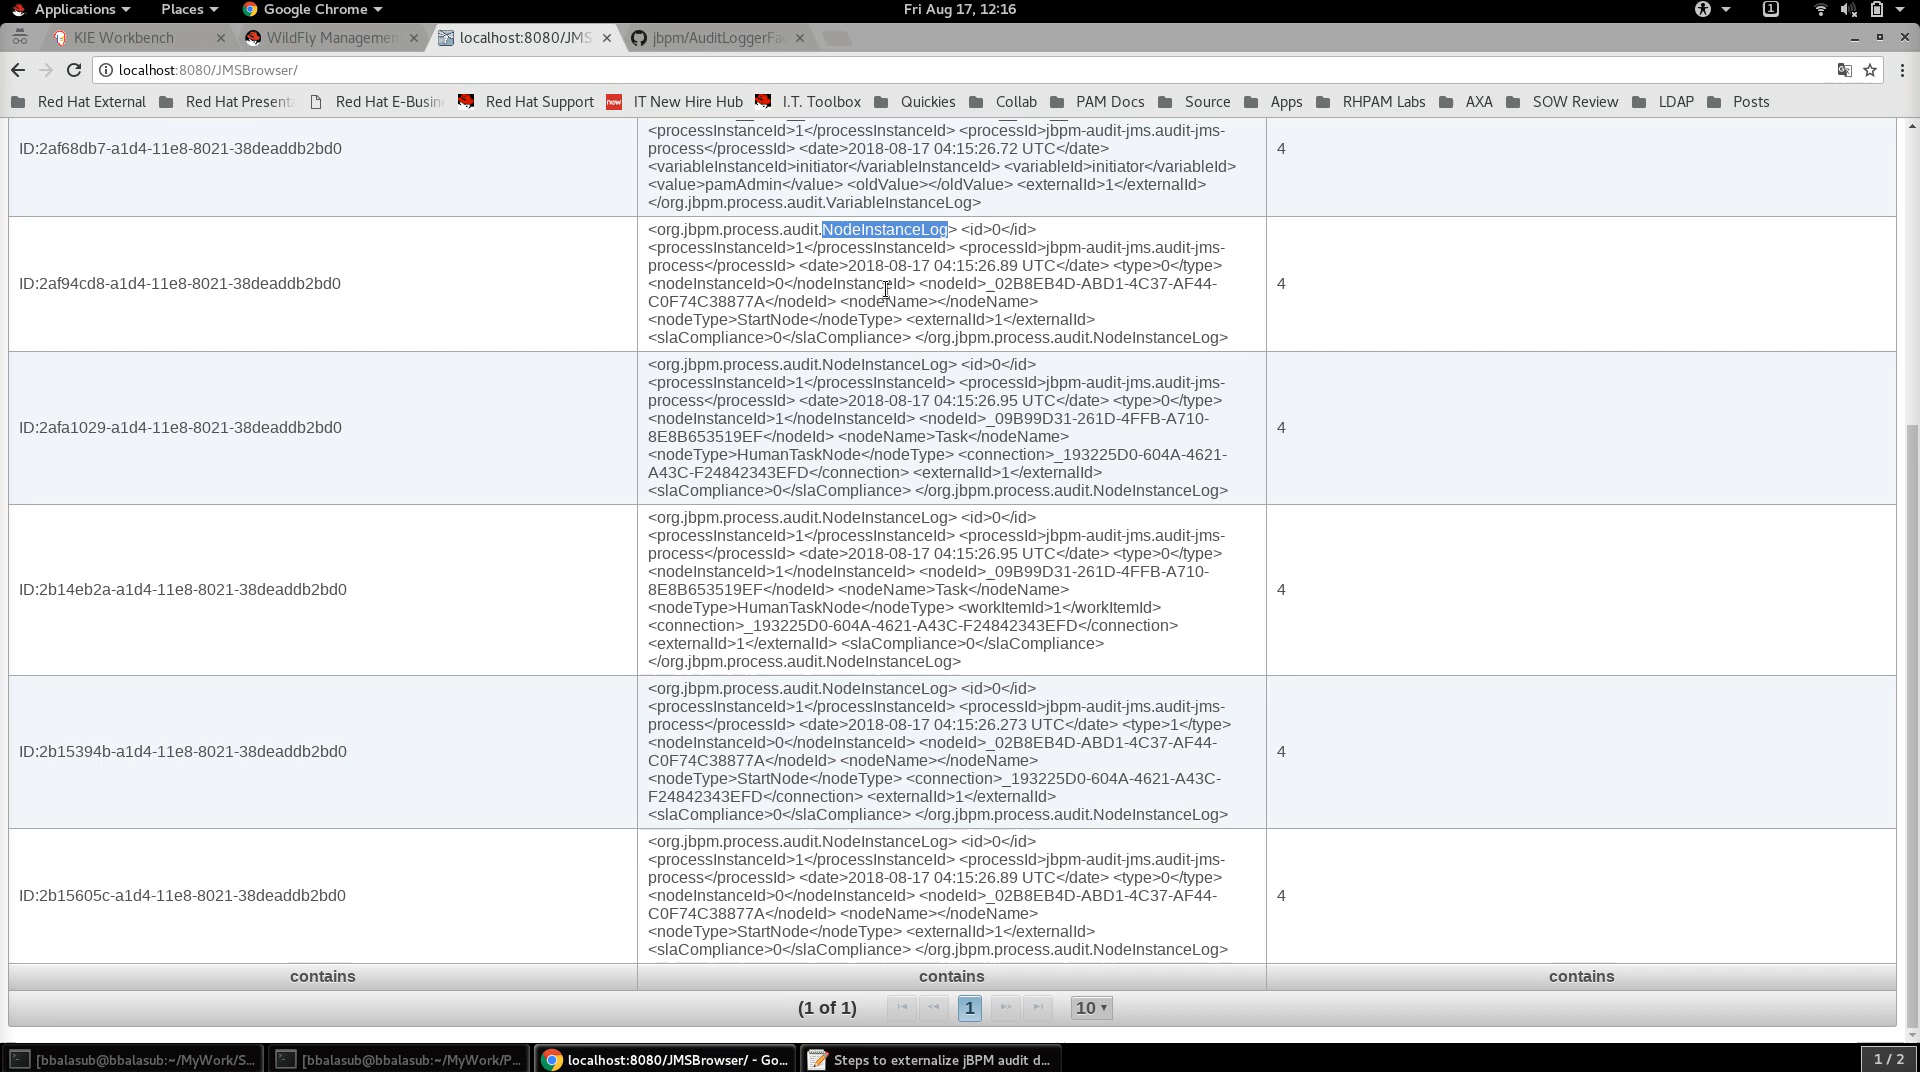 Applications
Places
Google Chrome
Fri Aug 17, 12:16
1
KIE Workbench
WildFly Managemen
localhost:8080/JMS
jbpm/AuditLoggerFa
localhost:8080/JMSBrowser/
Red Hat External
Red Hat Present
Red Hat E-Busin
Red Hat Support
IT New Hire Hub
I.T. Toolbox
Quickies
Collab
PAM Docs
Source
Apps
RHPAM Labs
AXA
SOW Review
LDAP
Posts
ID:2af68db7-a1d4-11e8-8021-38deaddb2bd0
<processInstanceId>1</processInstanceId> <processId>jbpm-audit-jms.audit-jms-
process</processId> <date>2018-08-17 04:15:26.72 UTC</date>
<variableInstanceId>initiator</variableInstanceId> <variableId>initiator</variableId>
<value>pamAdmin</value> <oldValue></oldValue> <externalId>1</externalId>
</org.jbpm.process.audit.VariableInstanceLog>
4
ID:2af94cd8-a1d4-11e8-8021-38deaddb2bd0
<org.jbpm.process.audit.NodeInstanceLog> <id>0</id>
<processInstanceId>1</processInstanceId> <processId>jbpm-audit-jms.audit-jms-
process</processId> <date>2018-08-17 04:15:26.89 UTC</date> <type>0</type>
<nodeInstanceId>0</nodeInstanceId> <nodeId>_02B8EB4D-ABD1-4C37-AF44-
C0F74C38877A</nodeId> <nodeName></nodeName>
<nodeType>StartNode</nodeType> <externalId>1</externalId>
<slaCompliance>0</slaCompliance> </org.jbpm.process.audit.NodeInstanceLog>
4
ID:2afa1029-a1d4-11e8-8021-38deaddb2bd0
<org.jbpm.process.audit.NodeInstanceLog> <id>0</id>
<processInstanceId>1</processInstanceId> <processId>jbpm-audit-jms.audit-jms-
process</processId> <date>2018-08-17 04:15:26.95 UTC</date> <type>0</type>
<nodeInstanceId>1</nodeInstanceId> <nodeId>_09B99D31-261D-4FFB-A710-
8E8B653519EF</nodeId> <nodeName>Task</nodeName>
<nodeType>HumanTaskNode</nodeType> <connection>_193225D0-604A-4621-
A43C-F24842343EFD</connection> <externalId>1</externalId>
<slaCompliance>0</slaCompliance> </org.jbpm.process.audit.NodeInstanceLog>
4
ID:2b14eb2a-a1d4-11e8-8021-38deaddb2bd0
<org.jbpm.process.audit.NodeInstanceLog> <id>0</id>
<processInstanceId>1</processInstanceId> <processId>jbpm-audit-jms.audit-jms-
process</processId> <date>2018-08-17 04:15:26.95 UTC</date> <type>0</type>
<nodeInstanceId>1</nodeInstanceId> <nodeId>_09B99D31-261D-4FFB-A710-
8E8B653519EF</nodeId> <nodeName>Task</nodeName>
<nodeType>HumanTaskNode</nodeType> <workItemId>1</workItemId>
<connection>_193225D0-604A-4621-A43C-F24842343EFD</connection>
<externalId>1</externalId> <slaCompliance>0</slaCompliance>
</org.jbpm.process.audit.NodeInstanceLog>
4
ID:2b15394b-a1d4-11e8-8021-38deaddb2bd0
<org.jbpm.process.audit.NodeInstanceLog> <id>0</id>
<processInstanceId>1</processInstanceId> <processId>jbpm-audit-jms.audit-jms-
process</processId> <date>2018-08-17 04:15:26.273 UTC</date> <type>1</type>
<nodeInstanceId>0</nodeInstanceId> <nodeId>_02B8EB4D-ABD1-4C37-AF44-
C0F74C38877A</nodeId> <nodeName></nodeName>
<nodeType>StartNode</nodeType> <connection>_193225D0-604A-4621-A43C-
F24842343EFD</connection> <externalId>1</externalId>
<slaCompliance>0</slaCompliance> </org.jbpm.process.audit.NodeInstanceLog>
4
ID:2b15605c-a1d4-11e8-8021-38deaddb2bd0
<org.jbpm.process.audit.NodeInstanceLog> <id>0</id>
<processInstanceId>1</processInstanceId> <processId>jbpm-audit-jms.audit-jms-
process</processId> <date>2018-08-17 04:15:26.89 UTC</date> <type>0</type>
<nodeInstanceId>0</nodeInstanceId> <nodeId>_02B8EB4D-ABD1-4C37-AF44-
C0F74C38877A</nodeId> <nodeName></nodeName>
<nodeType>StartNode</nodeType> <externalId>1</externalId>
<slaCompliance>0</slaCompliance> </org.jbpm.process.audit.NodeInstanceLog>
4
contains
contains
contains
(1 of 1)
1
10
[bbalasub@bbalasub:~/MyWork/S...
[bbalasub@bbalasub:~/MyWork/P...
localhost:8080/JMSBrowser/ - Go...
Steps to externalize jBPM audit d...
1 / 2